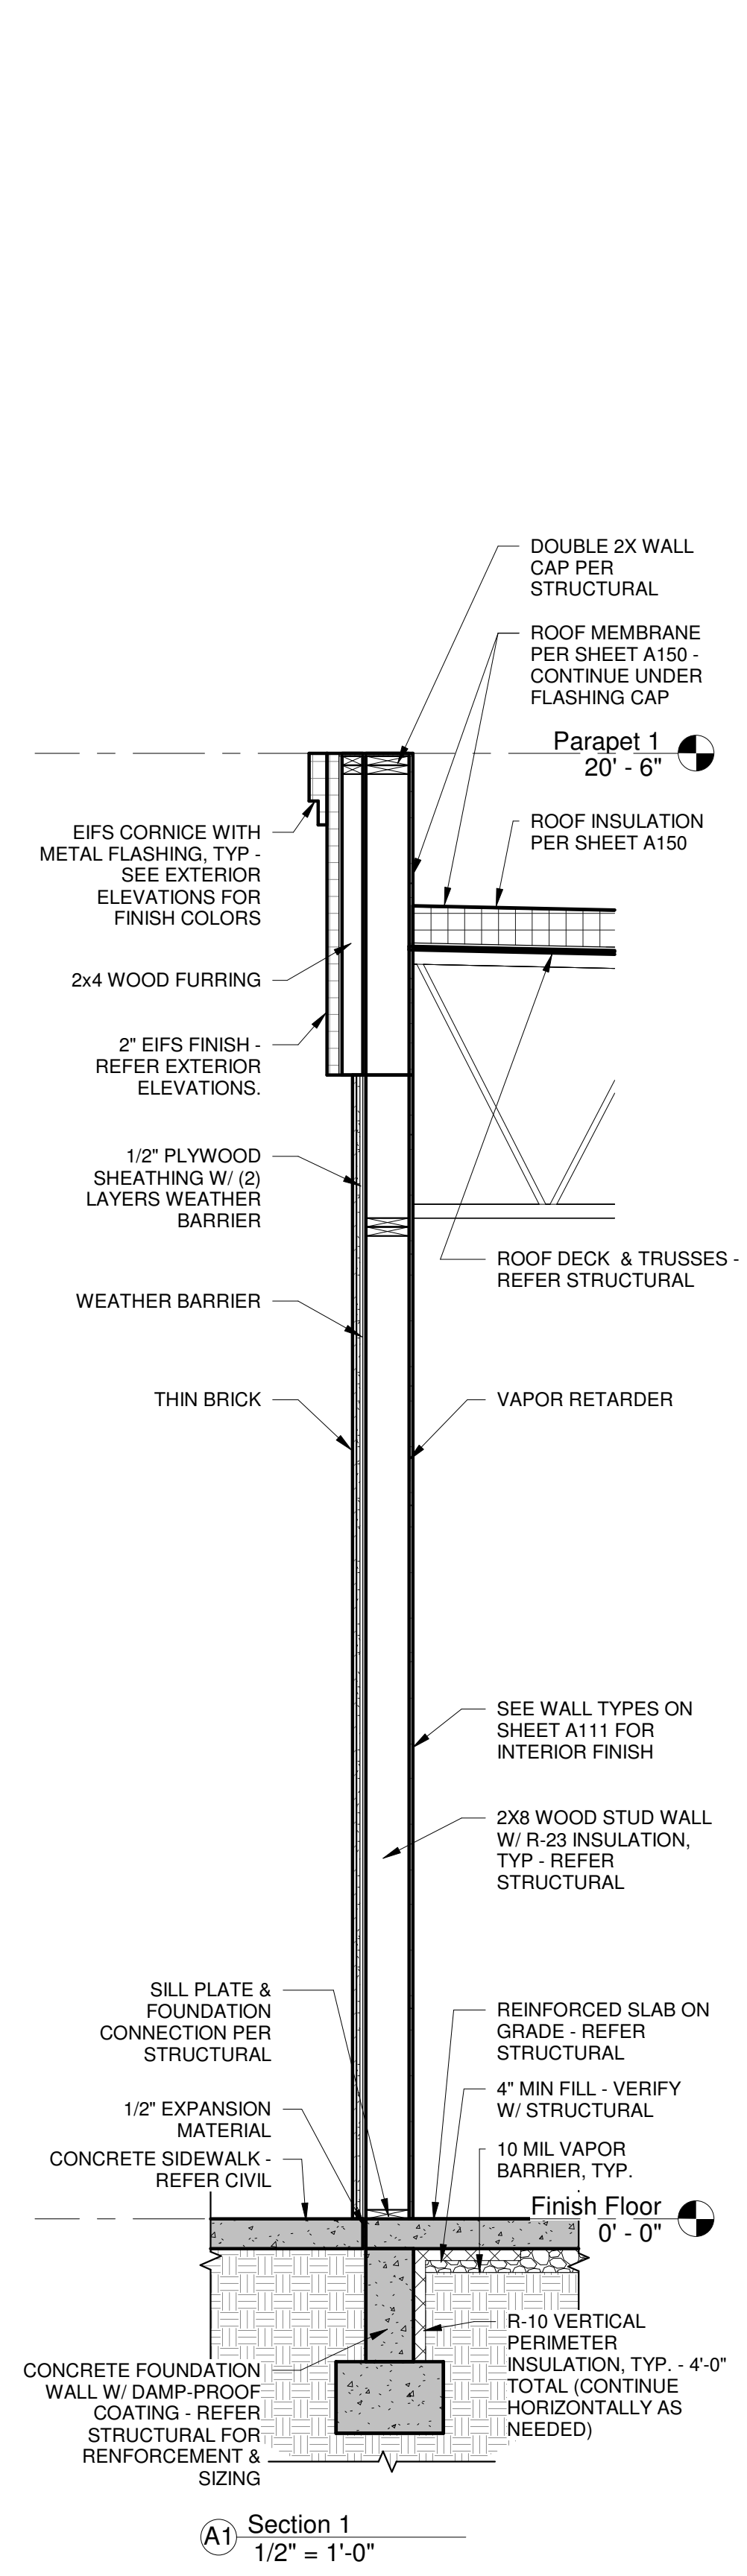 DOUBLE 2X WALL
CAP PER
STRUCTURAL
ROOF MEMBRANE
PER SHEET A150 -
CONTINUE UNDER
FLASHING CAP
Parapet 1
20' - 6"
ROOF INSULATION
PER SHEET A150
EIFS CORNICE WITH
METAL FLASHING, TYP -
SEE EXTERIOR
ELEVATIONS FOR
FINISH COLORS
2x4 WOOD FURRING
2" EIFS FINISH -
REFER EXTERIOR
ELEVATIONS.
1/2" PLYWOOD
SHEATHING W/ (2)
LAYERS WEATHER
BARRIER
ROOF DECK & TRUSSES -
REFER STRUCTURAL
WEATHER BARRIER
THIN BRICK
VAPOR RETARDER
SEE WALL TYPES ON
SHEET A111 FOR
INTERIOR FINISH
2X8 WOOD STUD WALL
W/ R-23 INSULATION,
TYP - REFER
STRUCTURAL
SILL PLATE &
FOUNDATION
CONNECTION PER
STRUCTURAL
REINFORCED SLAB ON
GRADE - REFER
STRUCTURAL
4" MIN FILL - VERIFY
W/ STRUCTURAL
1/2" EXPANSION
MATERIAL
CONCRETE SIDEWALK -
REFER CIVIL
10 MIL VAPOR
BARRIER, TYP.
Finish Floor
0' - 0"
R-10 VERTICAL
PERIMETER
INSULATION, TYP. - 4'-0"
TOTAL (CONTINUE
HORIZONTALLY AS
NEEDED)
CONCRETE FOUNDATION
WALL W/ DAMP-PROOF
COATING - REFER
STRUCTURAL FOR
RENFORCEMENT &
SIZING
A1 Section 1
1/2" = 1'-0"